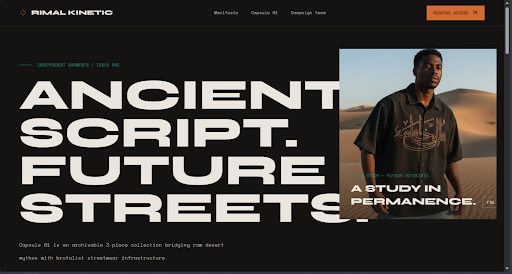 RIMAL KINETIC
Manifesto
Capsule 01
Campaign Feed
RESERVE ACCESS
INDEPENDENT GARMENTS / ISSUE 001
ANCIENT
SCRIPT.
FUTURE
STREETS.
Capsule 01 is an archivable 3-piece collection bridging raw desert
mythos with brutalist streetwear infrastructure.
A STUDY IN
PERMANENCE.